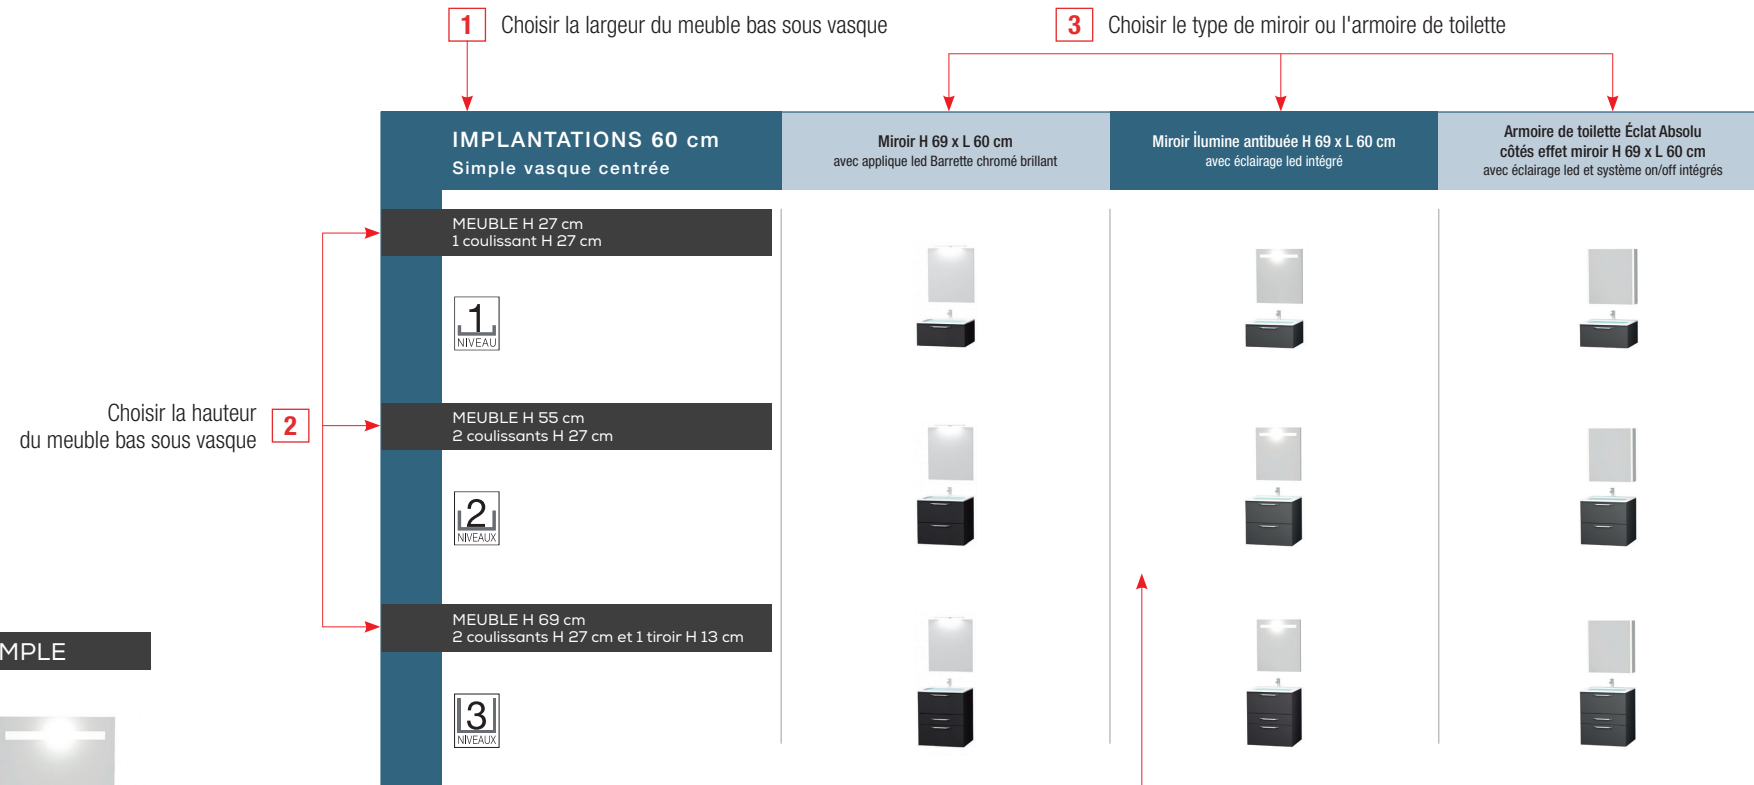 1 Choisir la largeur du meuble bas sous vasque
3 Choisir le type de miroir ou l'armoire de toilette
IMPLANTATIONS 60 cm
Simple vasque centrée
Miroir H 69 x L 60 cm
avec applique led Barrette chromé brillant
Miroir Ilumine antibuée H 69 x L 60 cm
avec éclairage led intégré
Armoire de toilette Éclat Absolu
côtés effet miroir H 69 x L 60 cm
avec éclairage led et système on/off intégrés
MEUBLE H 27 cm
1 coulissant H 27 cm
1
NIVEAU
Choisir la hauteur
du meuble bas sous vasque
2
MEUBLE H 55 cm
2 coulissants H 27 cm
2
NIVEAUX
MEUBLE H 69 cm
2 coulissants H 27 cm et 1 tiroir H 13 cm
3
NIVEAUX
MPLE